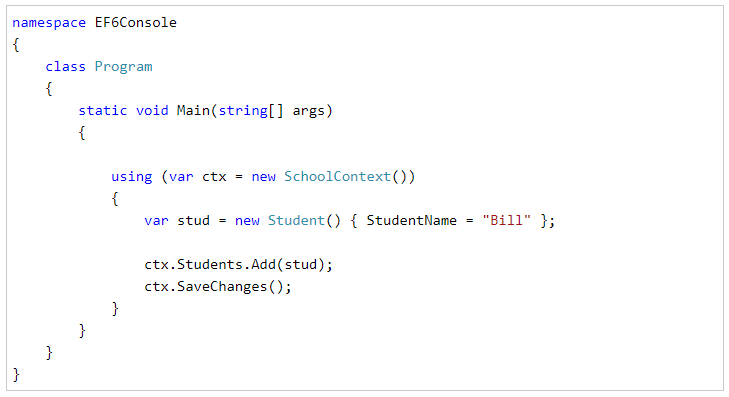 namespace EF6Console
{
    class Program
    {
        static void Main(string[] args)
        {

            using (var ctx = new SchoolContext())
            {
                var stud = new Student() { StudentName = "Bill" };

                ctx.Students.Add(stud);
                ctx.SaveChanges();
            }
        }
    }
}